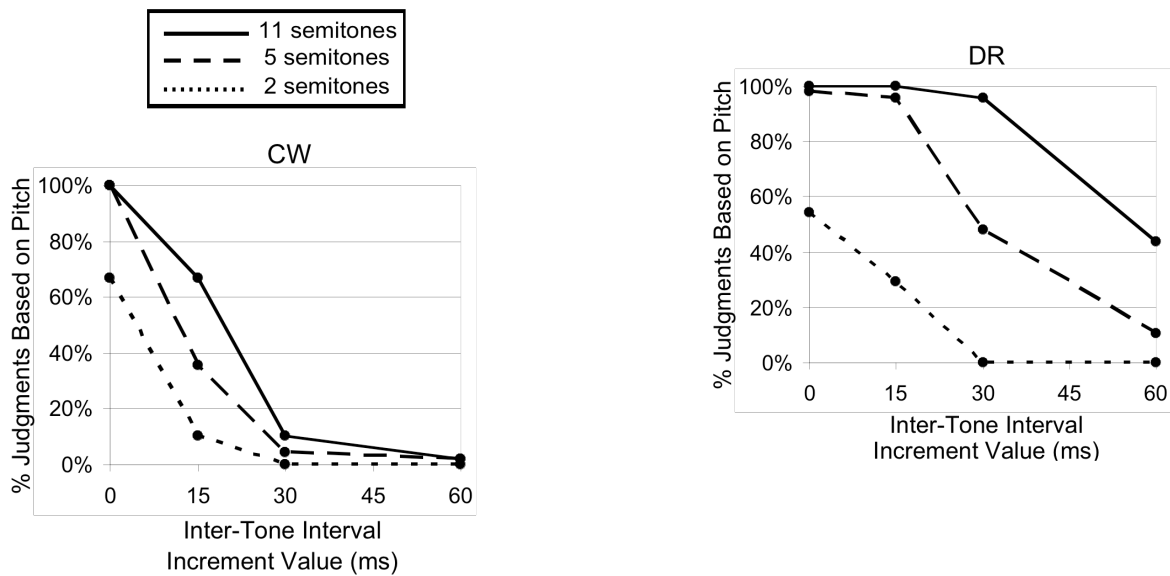 11 semitones
5 semitones
2 semitones
CW
% Judgments Based on Pitch
100%
80%
60%
40%
20%
0%
0 15 30 45 60
Inter-Tone Interval
Increment Value (ms)
DR
% Judgments Based on Pitch
100%
80%
60%
40%
20%
0%
0 15 30 45 60
Inter-Tone Interval
Increment Value (ms)